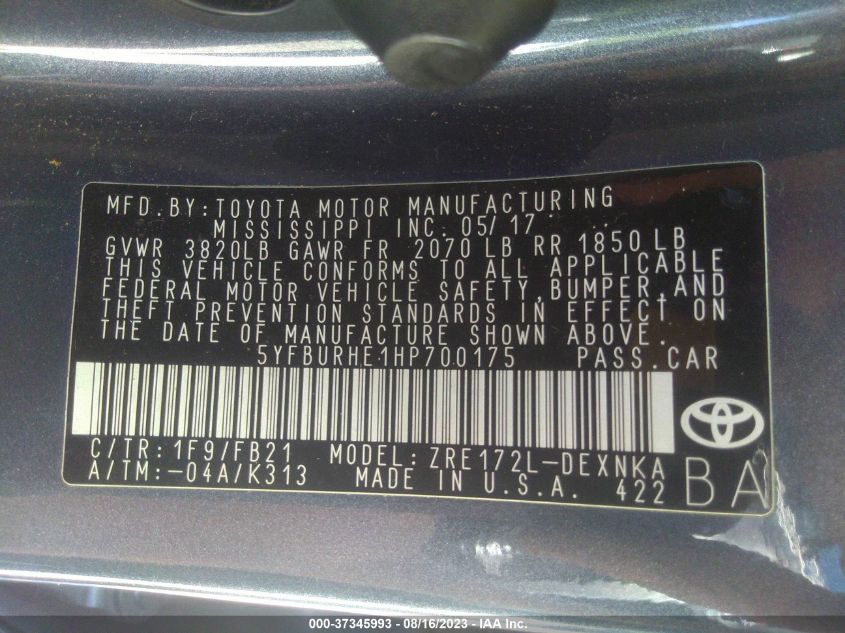 MFD.BY:TOYOTA MOTOR MANUFACTURING
MISSISSIPPI INC. 05/17
GVWR 3820LB GAWR FR 2070 LB RR 1850 LB
THIS VEHICLE CONFORMS TO ALL APPLICABLE
FEDERAL MOTOR VEHICLE SAFETY,BUMPER,AND
THEFT PREVENTION STANDARDS IN EFFECT ON
THE DATE OF MANUFACTURE SHOWN ABOVE.
5YFBURHE1HP700175 PASS.CAR
C/TR:1F9/FB21 MODEL:ZRE172L-DEXNKA
A/TM:-04A/K313 MADE IN U.S.A. 422
BA
000-37345993 - 08/16/2023 - IAA Inc.